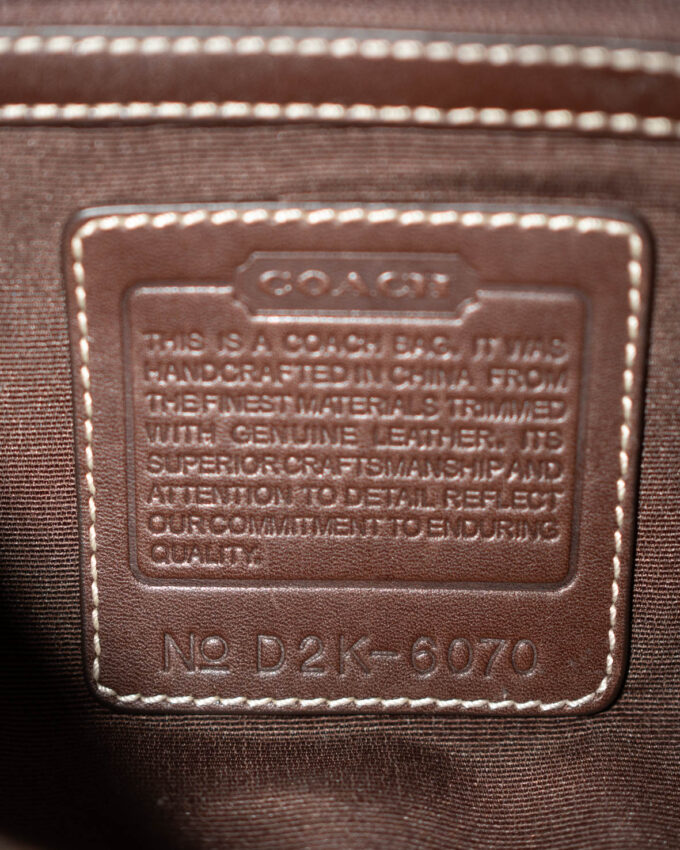 COACH
THIS IS A COACH BAG. IT WAS
HANDCRAFTED IN CHINA FROM
THE FINEST MATERIALS TRIMMED
WITH GENUINE LEATHER. ITS
SUPERIOR CRAFTSMANSHIP AND
ATTENTION TO DETAIL REFLECT
OUR COMMITMENT TO ENDURING
QUALITY.
No D2K-6070